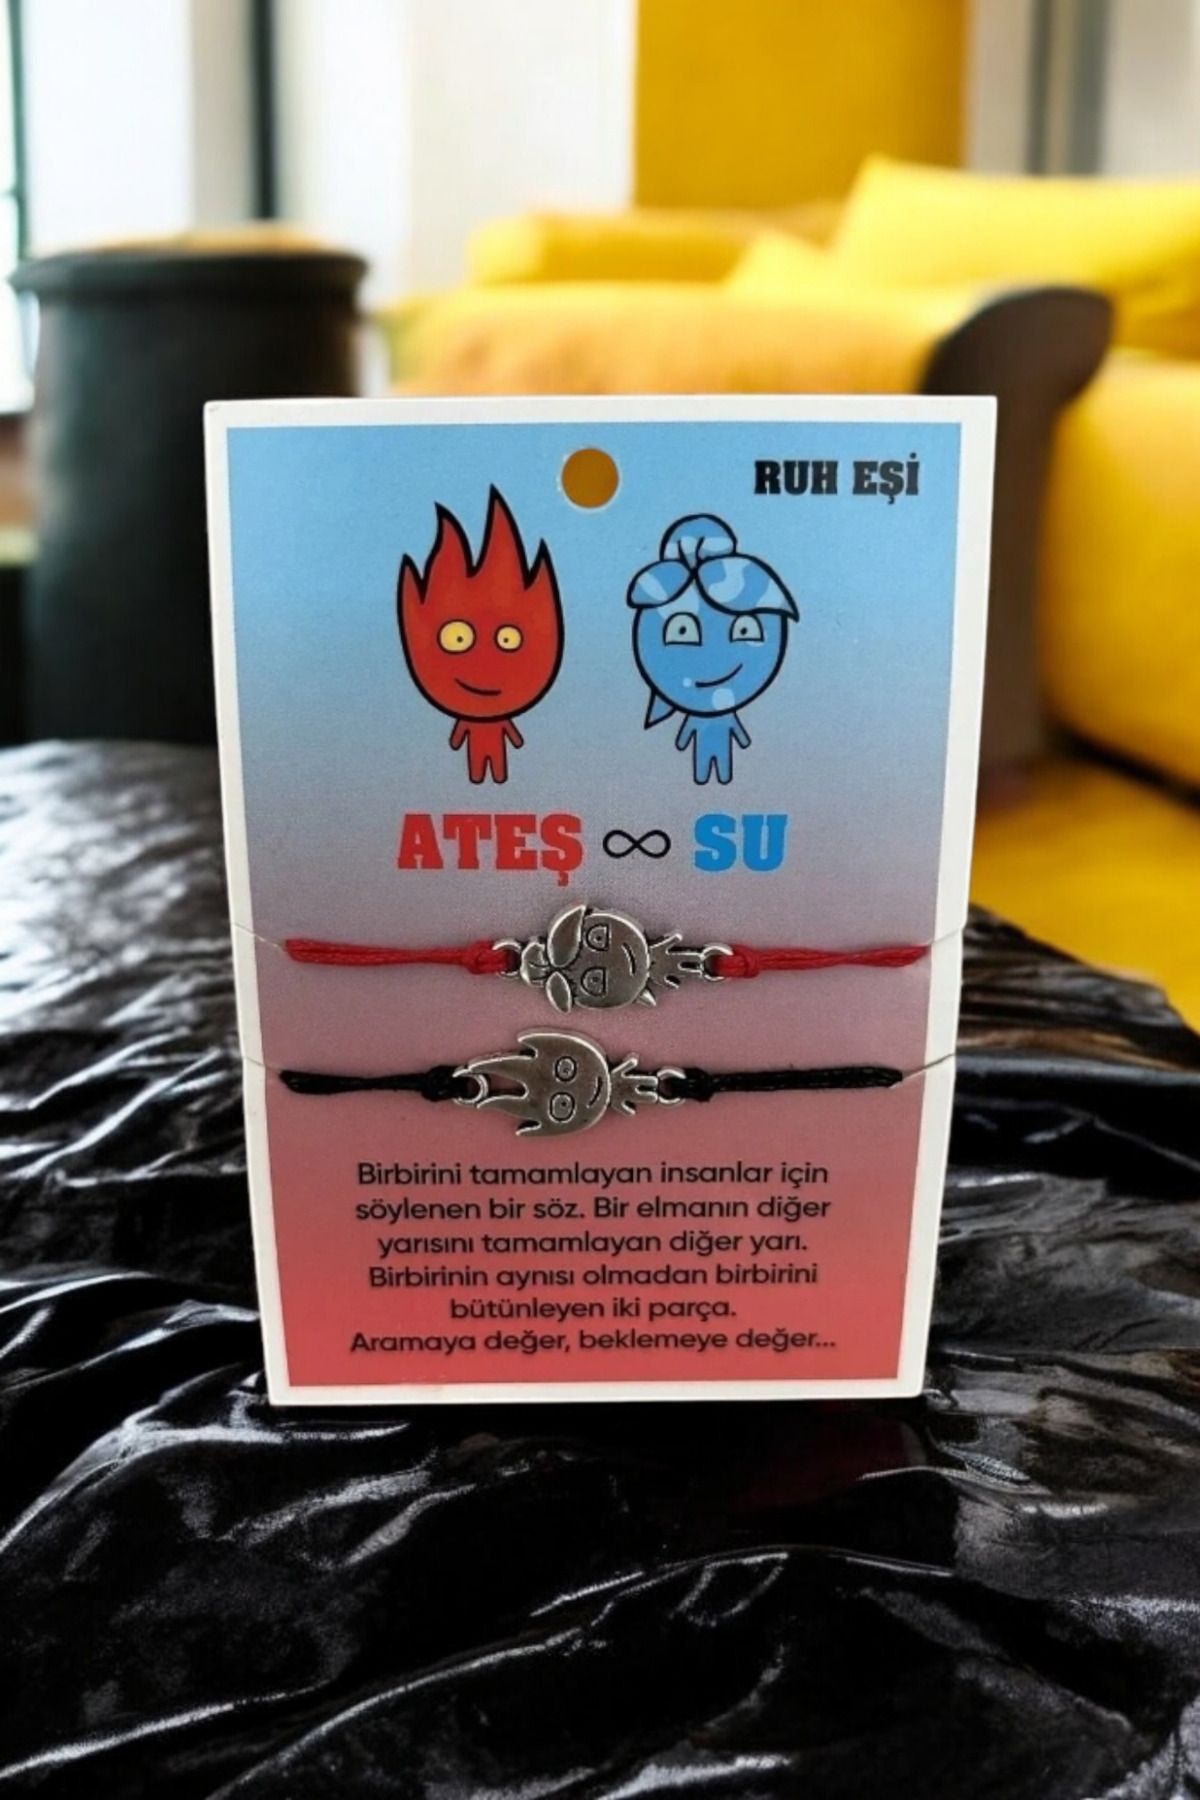 RUH EŞİ
ATEŞ ∞ SU
Birbirini tamamlayan insanlar için
söylenen bir söz. Bir elmanın diğer
yarısını tamamlayan diğer yarı.
Birbirinin aynısı olmadan birbirini
bütünleyen iki parça.
Aramaya değer, beklemeye değer...